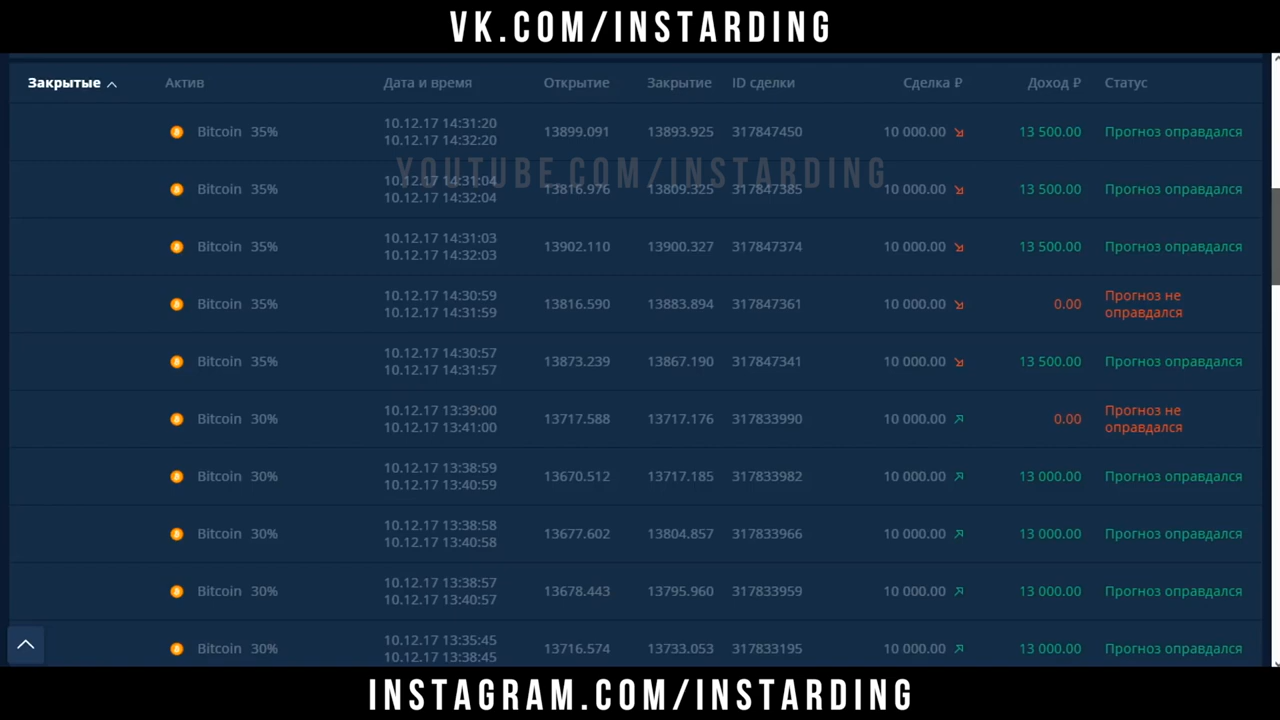 VK.COM/INSTARDING
Закрытые Актив Дата и время Открытие Закрытие ID сделки Сделка ₽ Доход ₽ Статус
Bitcoin 35% 10.12.17 14:31:20 13899.091 13893.925 317847450 10 000.00 13 500.00 Прогноз оправдался
10.12.17 14:32:20
YOUTUBE.COM/INSTARDING
Bitcoin 35% 10.12.17 14:31:04 13816.976 13809.325 317847385 10 000.00 13 500.00 Прогноз оправдался
10.12.17 14:32:04
Bitcoin 35% 10.12.17 14:31:03 13902.110 13900.327 317847374 10 000.00 13 500.00 Прогноз оправдался
10.12.17 14:32:03
Bitcoin 35% 10.12.17 14:30:59 13816.590 13883.894 317847361 10 000.00 0.00 Прогноз не
10.12.17 14:31:59 оправдался
Bitcoin 35% 10.12.17 14:30:57 13873.239 13867.190 317847341 10 000.00 13 500.00 Прогноз оправдался
10.12.17 14:31:57
Bitcoin 30% 10.12.17 13:39:00 13717.588 13717.176 317833990 10 000.00 0.00 Прогноз не
10.12.17 13:41:00 оправдался
Bitcoin 30% 10.12.17 13:38:59 13670.512 13717.185 317833982 10 000.00 13 000.00 Прогноз оправдался
10.12.17 13:40:59
Bitcoin 30% 10.12.17 13:38:58 13677.602 13804.857 317833966 10 000.00 13 000.00 Прогноз оправдался
10.12.17 13:40:58
Bitcoin 30% 10.12.17 13:38:57 13678.443 13795.960 317833959 10 000.00 13 000.00 Прогноз оправдался
10.12.17 13:40:57
Bitcoin 30% 10.12.17 13:35:45 13716.574 13733.053 317833195 10 000.00 13 000.00 Прогноз оправдался
10.12.17 13:38:45
INSTAGRAM.COM/INSTARDING